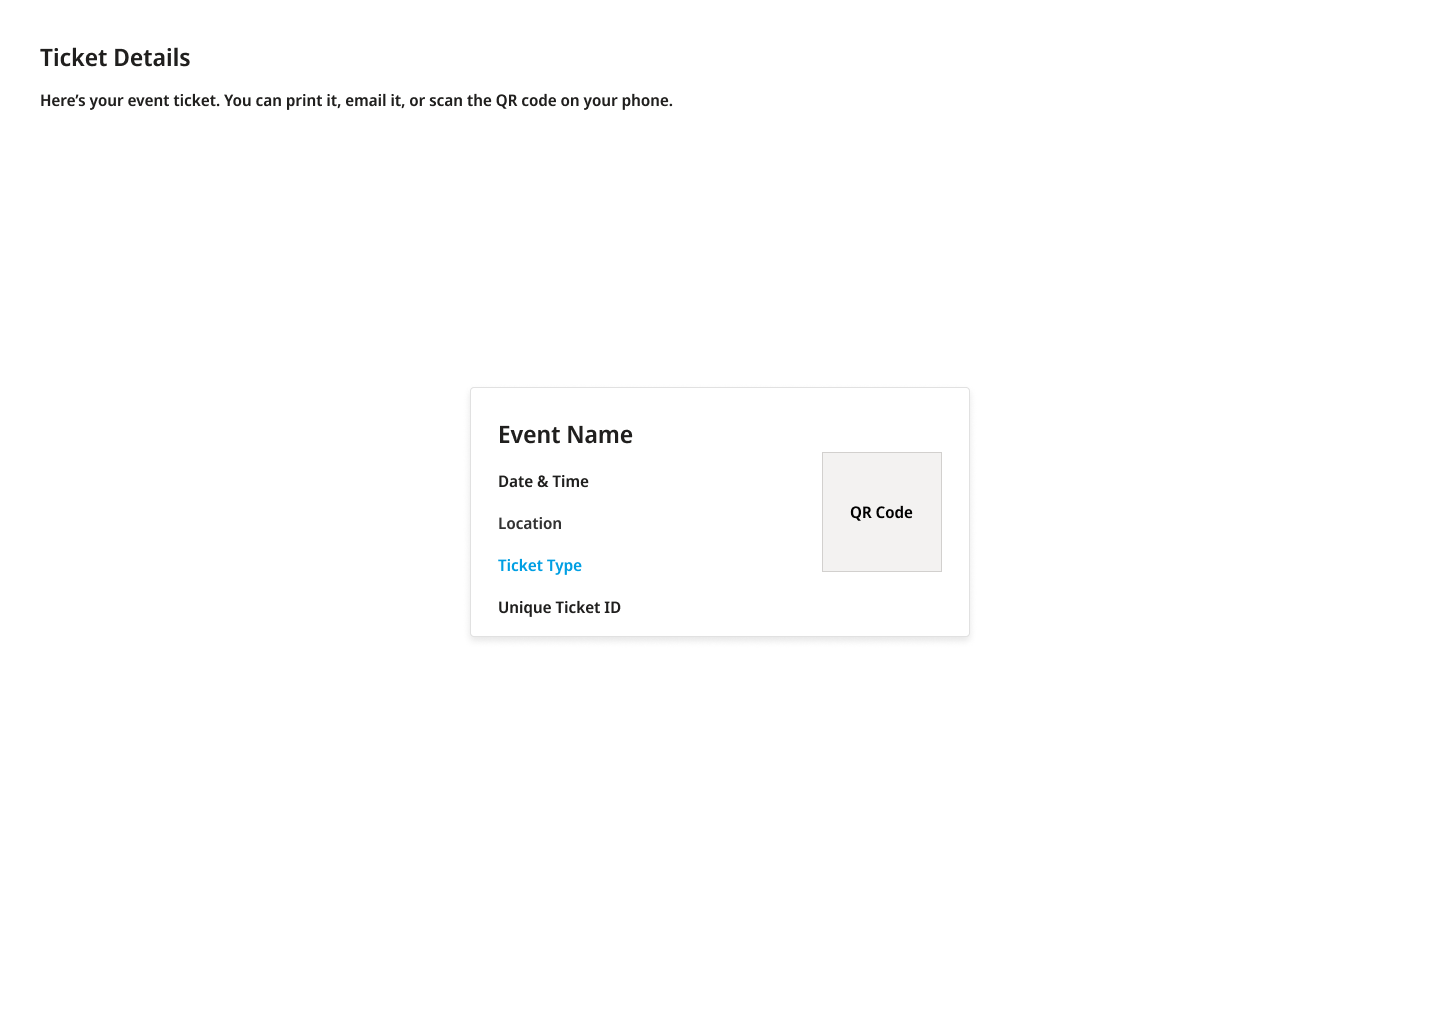 Ticket Details
Here’s your event ticket. You can print it, email it, or scan the QR code on your phone.
Event Name
Date & Time
Location
Ticket Type
Unique Ticket ID
QR Code